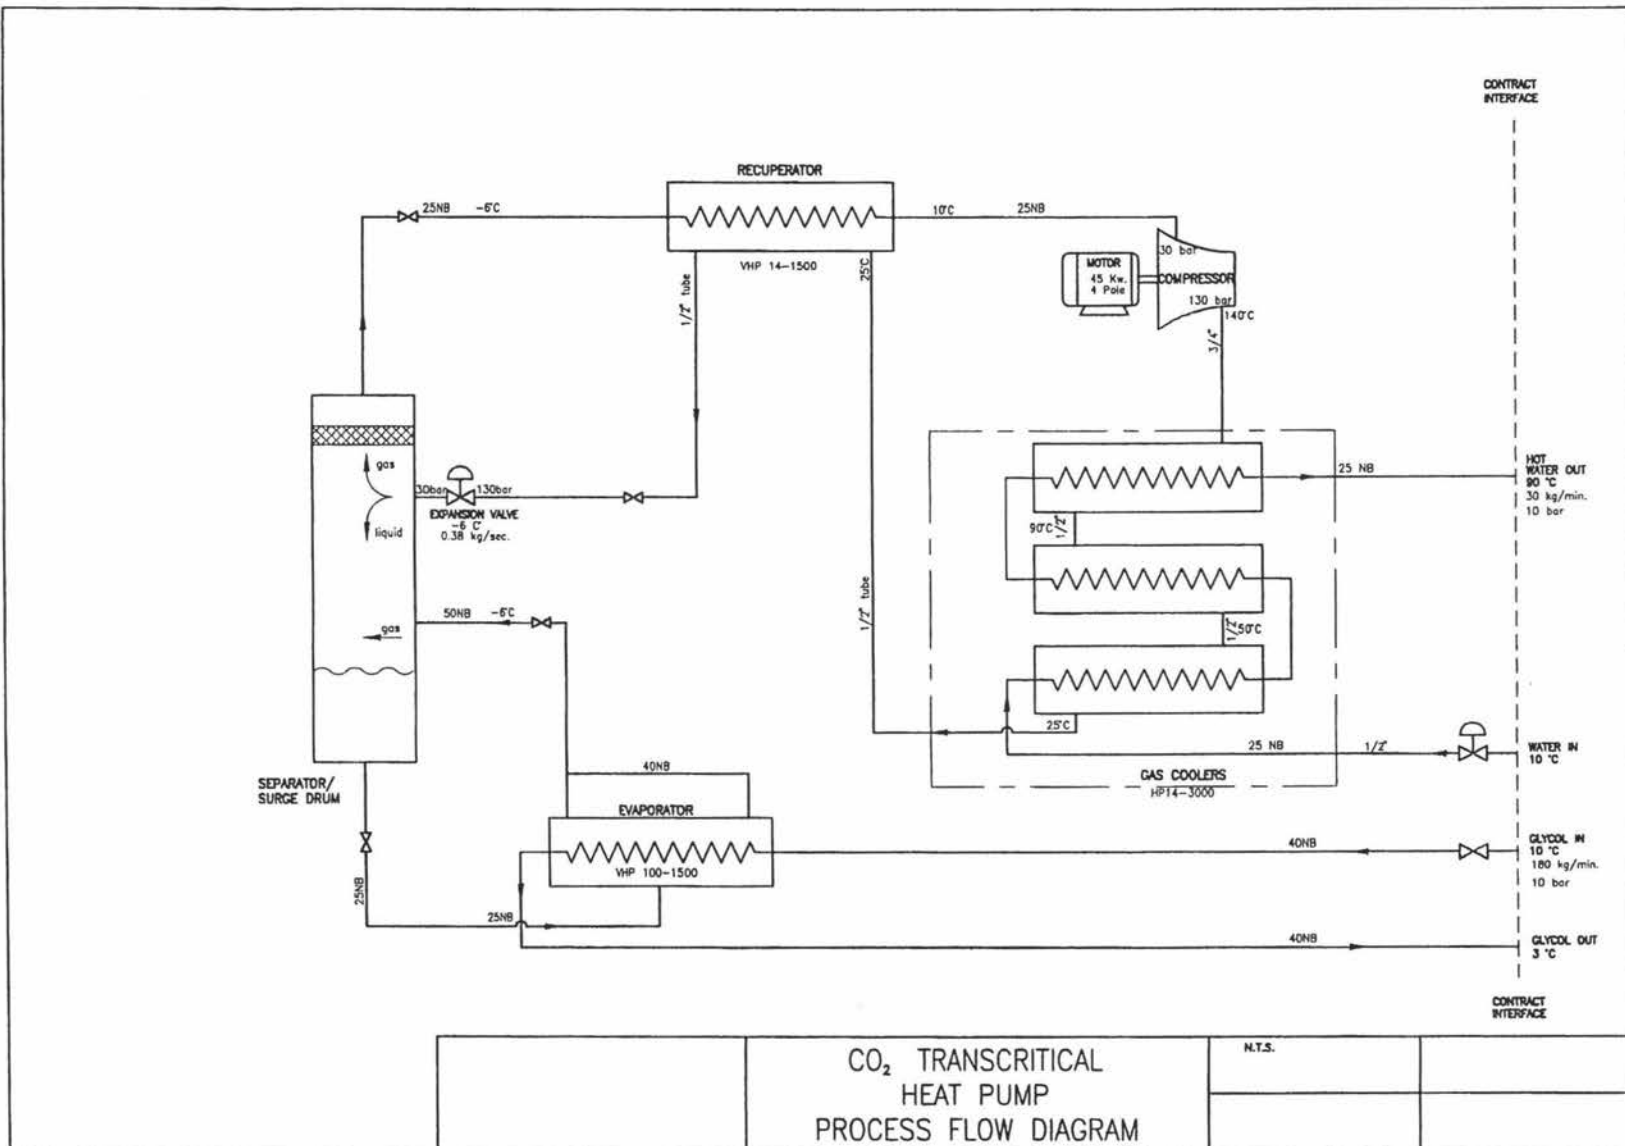 CONTRACT
INTERFACE
RECUPERATOR
25NB -6°C
10°C 25NB
VHP 14-1500
25°C
1/2" tube
30 bar
MOTOR
45 Kw.
4 Pole
COMPRESSOR
130 bar
140°C
3/4"
gas
30bar 130bar
EXPANSION VALVE
-6 C°
0.38 kg/sec.
liquid
25 NB
HOT
WATER OUT
90 °C
30 kg/min.
10 bar
90°C
1/2"
1/2" tube
50NB -6°C
gas
1/2"
50°C
25°C
25 NB 1/2"
WATER IN
10 °C
GAS COOLERS
HP14-3000
SEPARATOR/
SURGE DRUM
40NB
EVAPORATOR
VHP 100-1500
40NB
GLYCOL IN
10 °C
180 kg/min.
10 bar
25NB
25NB
40NB
GLYCOL OUT
3 °C
CONTRACT
INTERFACE
CO₂ TRANSCRITICAL
HEAT PUMP
PROCESS FLOW DIAGRAM
N.T.S.